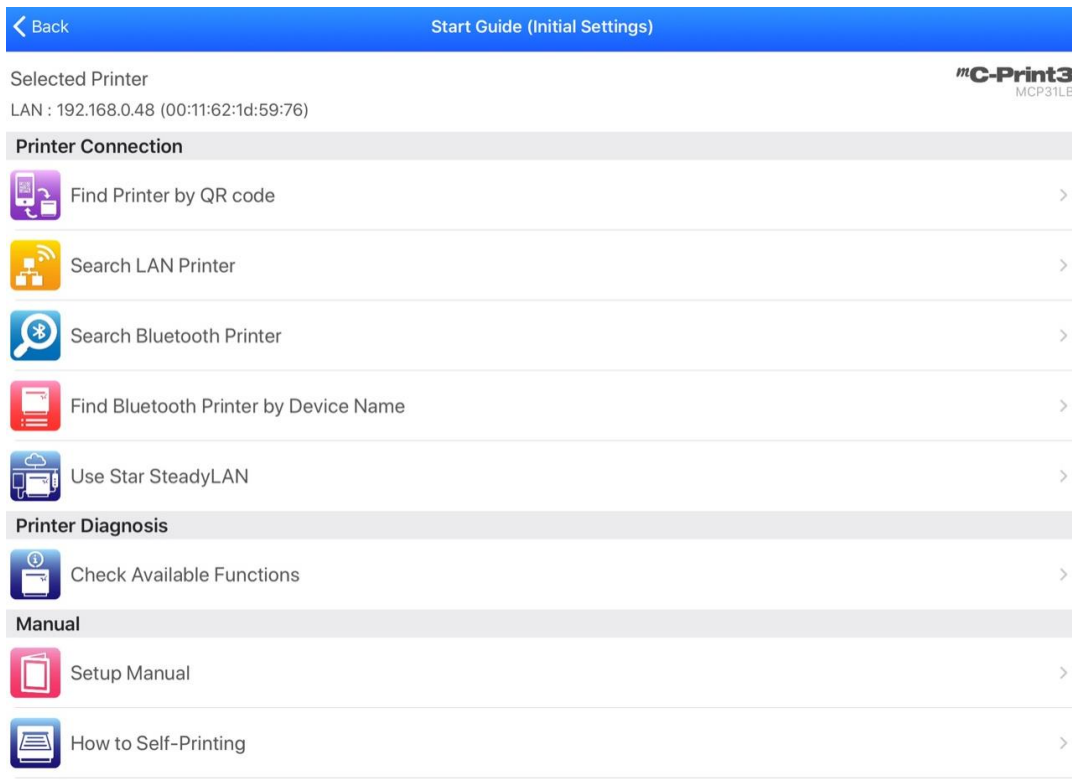 Back
Start Guide (Initial Settings)
Selected Printer
mC-Print3
MCP31LB
LAN : 192.168.0.48 (00:11:62:1d:59:76)
Printer Connection
Find Printer by QR code
Search LAN Printer
Search Bluetooth Printer
Find Bluetooth Printer by Device Name
Use Star SteadyLAN
Printer Diagnosis
Check Available Functions
Manual
Setup Manual
How to Self-Printing